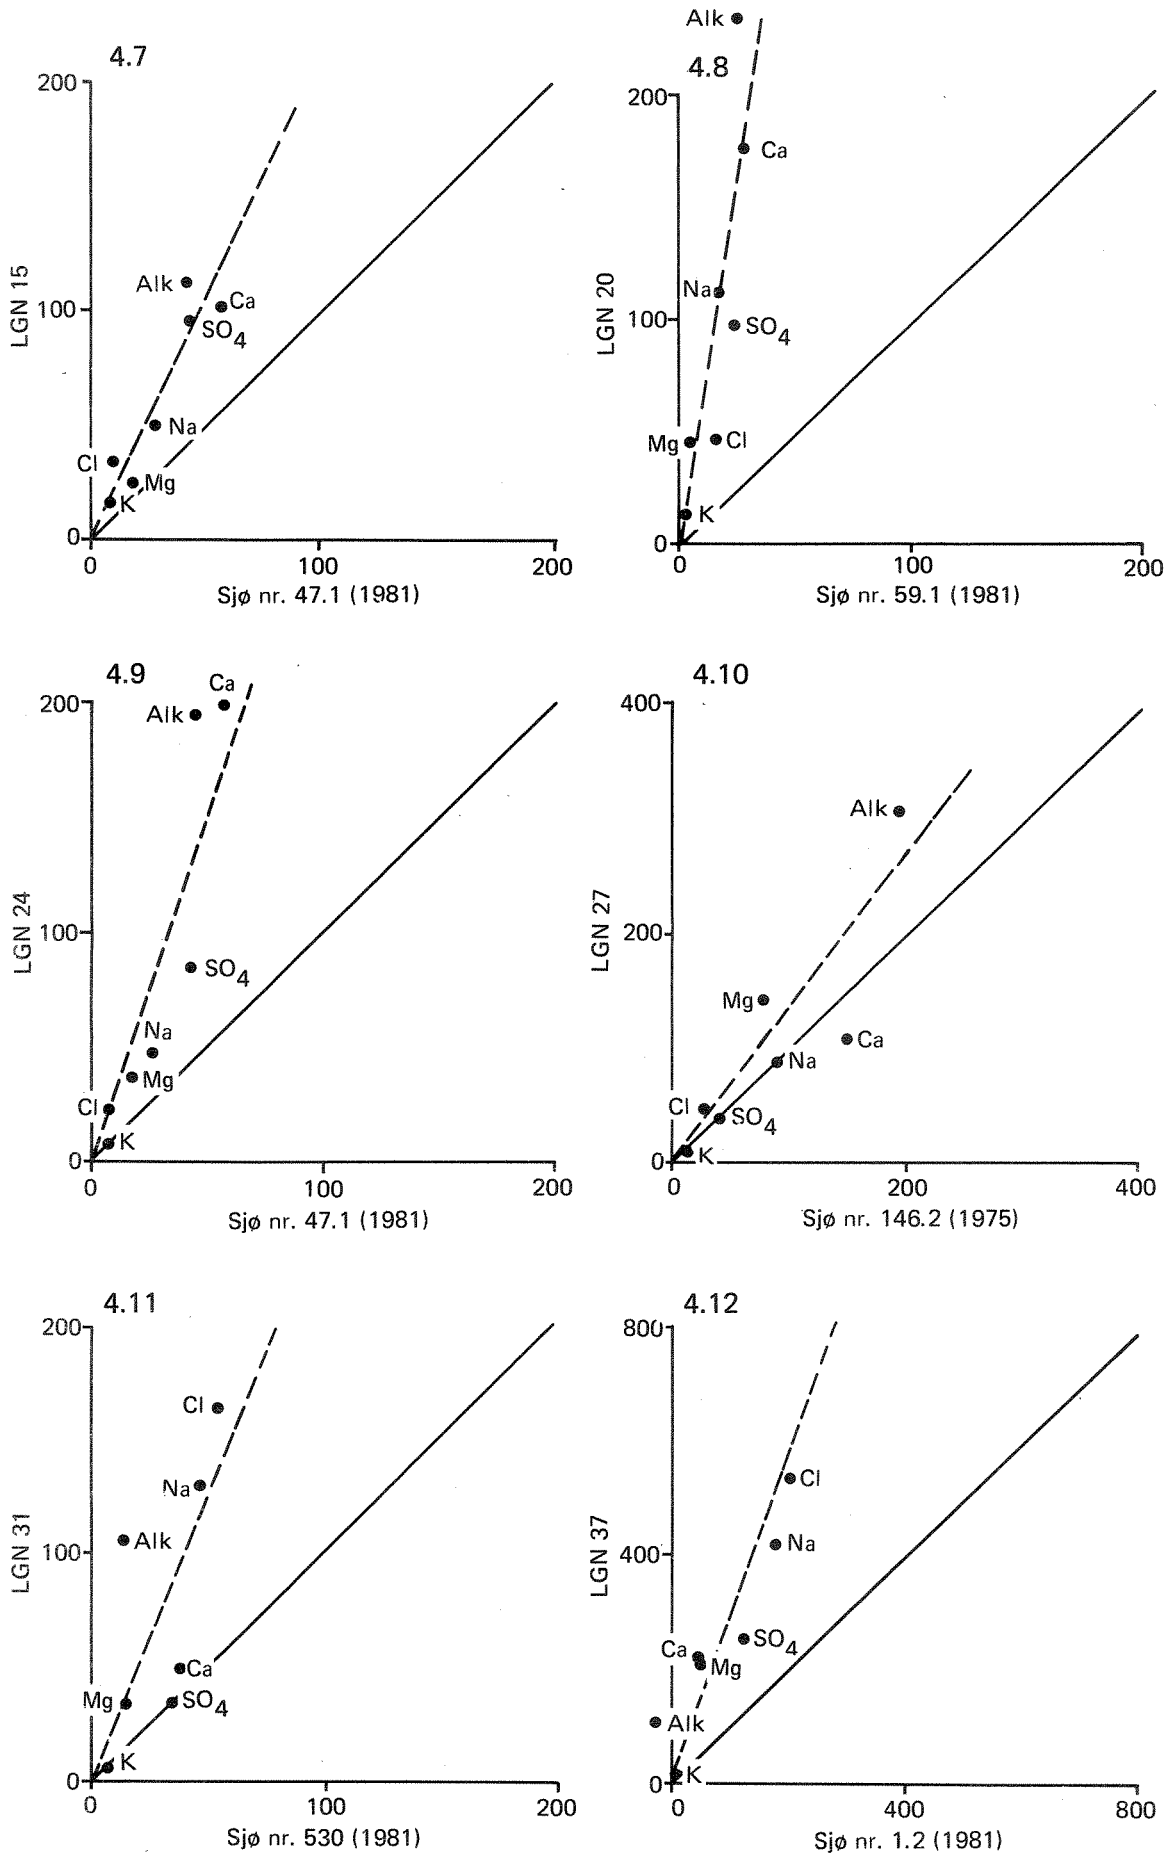 4.7
200
100
0
LGN 15
Alk
Ca
SO4
Na
Cl
Mg
K
0 100 200
Sjø nr. 47.1 (1981)
4.8
200
100
0
LGN 20
Alk
Ca
Na
SO4
Mg
Cl
K
0 100 200
Sjø nr. 59.1 (1981)
4.9
200
100
0
LGN 24
Ca
Alk
SO4
Na
Mg
Cl
K
0 100 200
Sjø nr. 47.1 (1981)
4.10
400
200
0
LGN 27
Alk
Mg
Ca
Na
Cl
SO4
K
0 200 400
Sjø nr. 146.2 (1975)
4.11
200
100
0
LGN 31
Cl
Na
Alk
Ca
Mg
SO4
K
0 100 200
Sjø nr. 530 (1981)
4.12
800
400
0
LGN 37
Cl
Na
SO4
Ca
Mg
Alk
K
0 400 800
Sjø nr. 1.2 (1981)